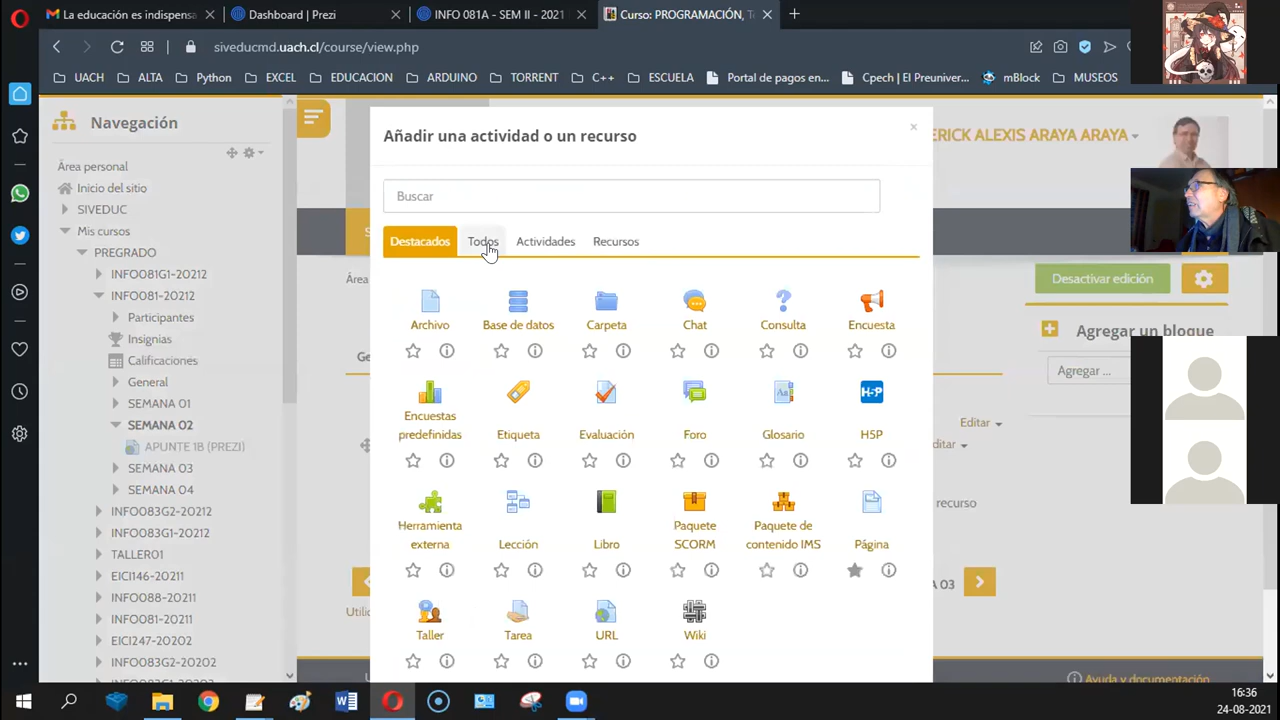 La educación es indispensa
Dashboard | Prezi
INFO 081A - SEM II - 2021
Curso: PROGRAMACIÓN, T
siveducmd.uach.cl/course/view.php
UACH
ALTA
Python
EXCEL
EDUCACION
ARDUINO
TORRENT
C++
ESCUELA
Portal de pagos en...
Cpech | El Preuniver...
mBlock
MUSEOS
Navegación
Área personal
Inicio del sitio
SIVEDUC
Mis cursos
PREGRADO
INFO081G1-20212
INFO081-20212
Participantes
Insignias
Calificaciones
General
SEMANA 01
SEMANA 02
APUNTE 1B (PREZI)
SEMANA 03
SEMANA 04
INFO083G2-20212
INFO083G1-20212
TALLER01
EICI146-20211
INFO088-20211
INFO081-20211
EICI247-20202
INFO083G2-20202
Añadir una actividad o un recurso
×
Buscar
Destacados
Todos
Actividades
Recursos
Archivo
Base de datos
Carpeta
Chat
Consulta
Encuesta
Encuestas
predefinidas
Etiqueta
Evaluación
Foro
Glosario
H5P
Herramienta
externa
Lección
Libro
Paquete
SCORM
Paquete de
contenido IMS
Página
Taller
Tarea
URL
Wiki
ERICK ALEXIS ARAYA ARAYA
Desactivar edición
Agregar un bloque
Agregar ...
Editar
ditar
recurso
03
Ayuda y documentación
16:36
24-08-2021